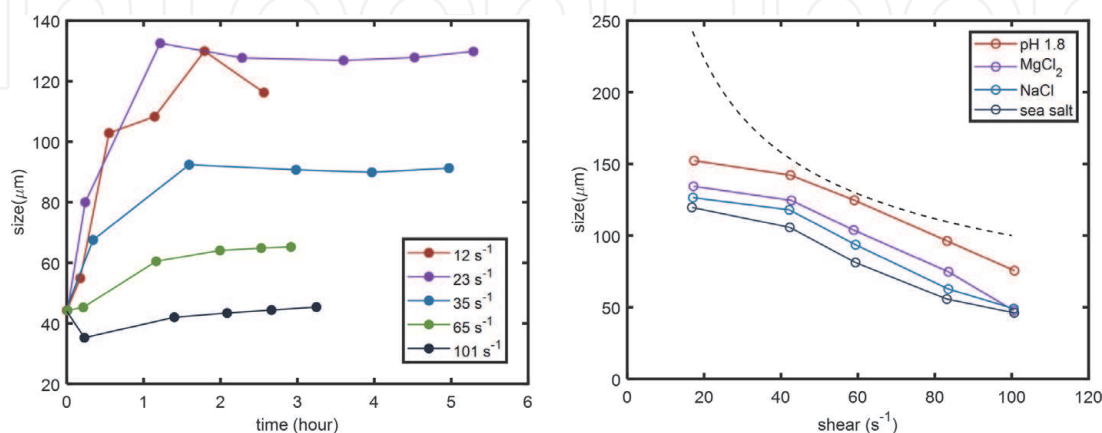 140
120
100
80
60
40
20
size(μm)
0 1 2 3 4 5 6
time (hour)
12 s⁻¹
23 s⁻¹
35 s⁻¹
65 s⁻¹
101 s⁻¹
250
200
150
100
50
0
size(μm)
0 20 40 60 80 100 120
shear (s⁻¹)
pH 1.8
MgCl₂
NaCl
sea salt